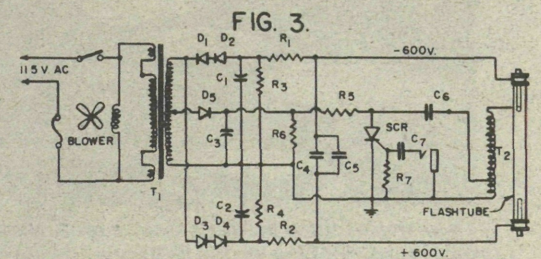 FIG. 3.
D1 D2 R1 -600V.
115V. AC
C1 R3
D5 R5 C6
BLOWER C3 R6 SCR C7
C4 C5 R7 T2
T1
C2 R4
D3 D4 R2
FLASHTUBE
+600V.